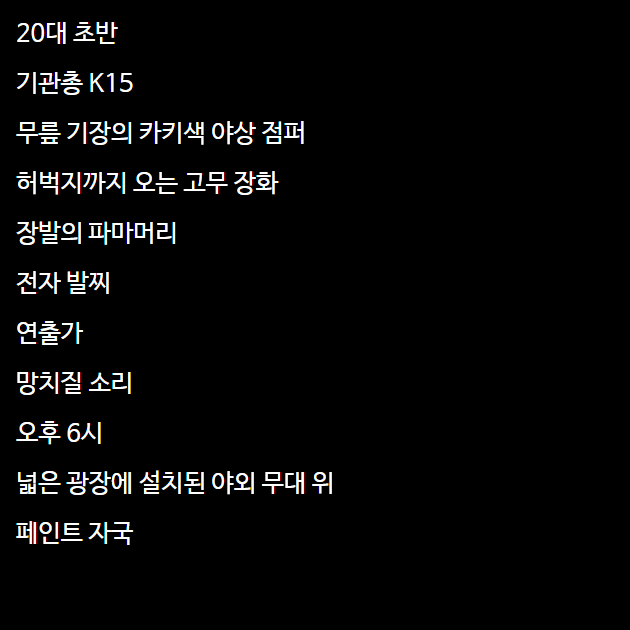 20대 초반
기관총 K15
무릎 기장의 카키색 야상 점퍼
허벅지까지 오는 고무 장화
장발의 파마머리
전자 발찌
연출가
망치질 소리
오후 6시
넓은 광장에 설치된 야외 무대 위
페인트 자국